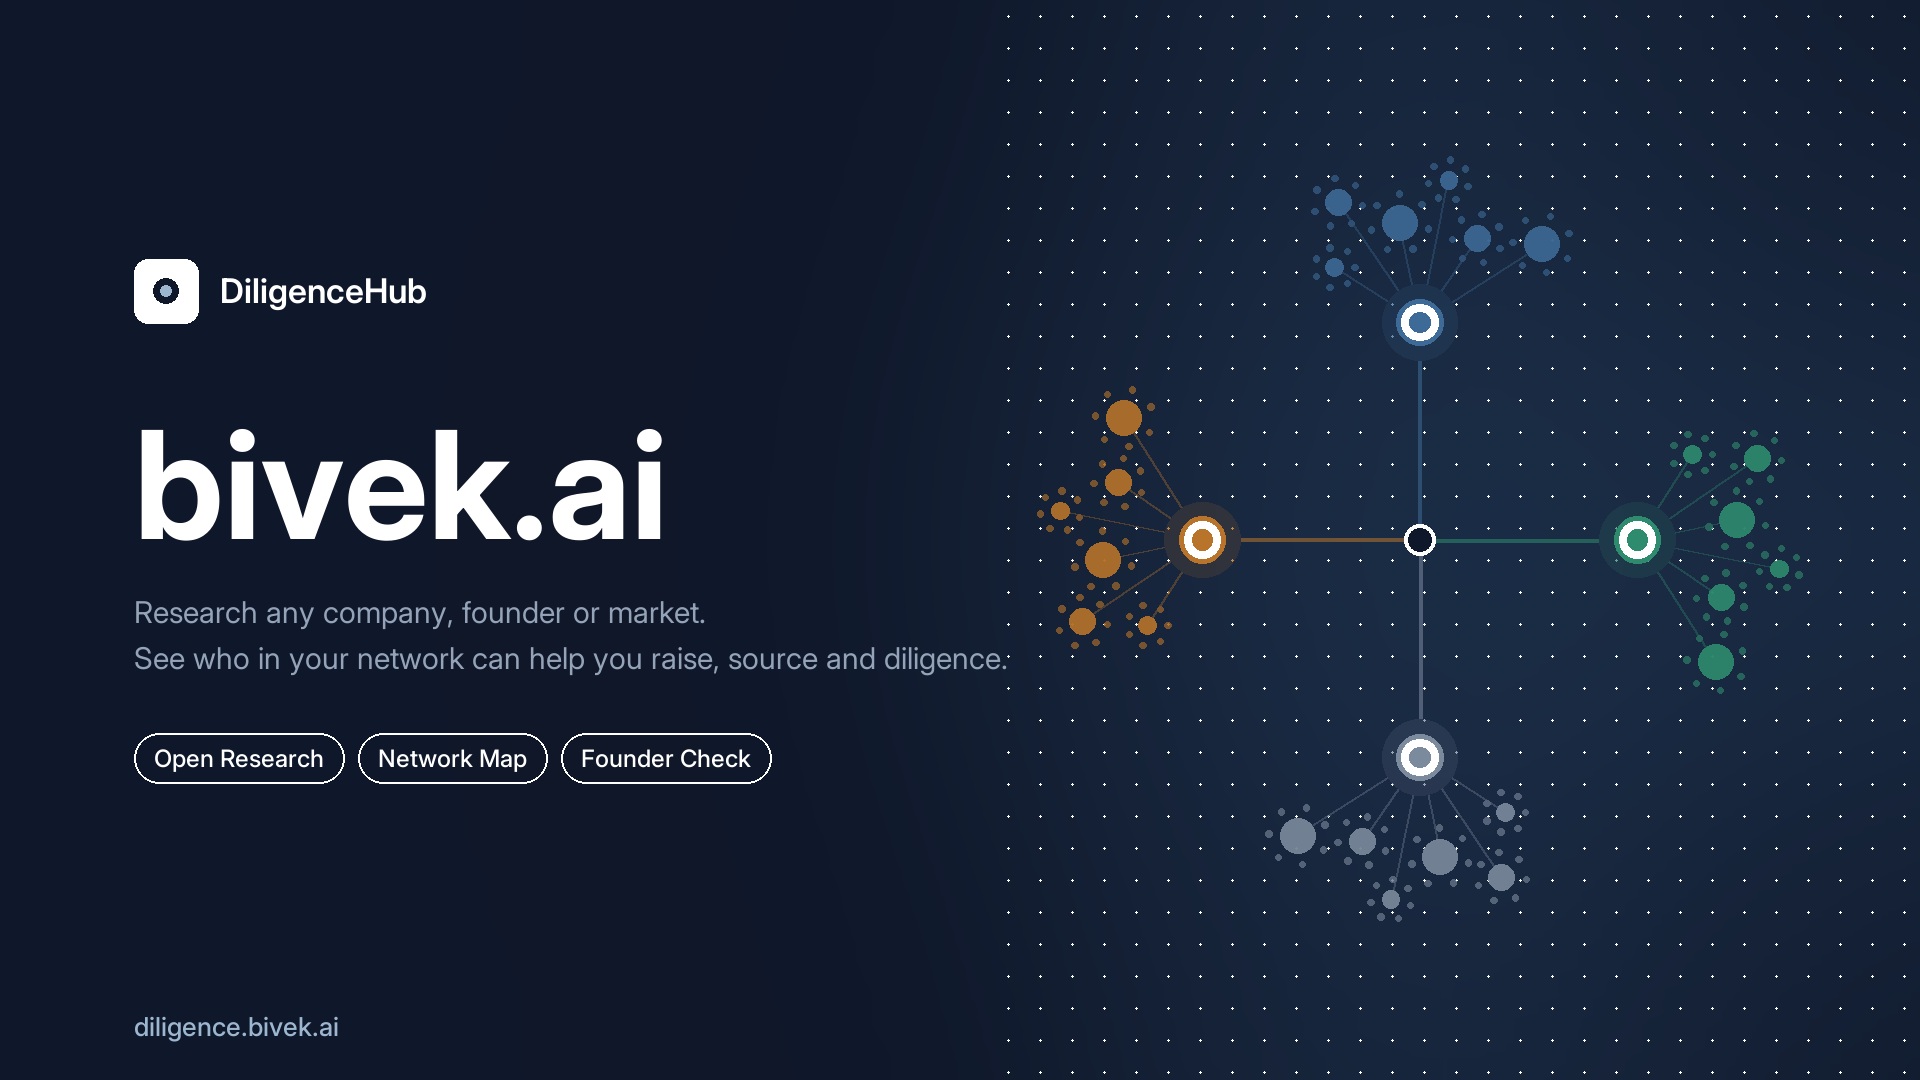 DiligenceHub
bivek.ai
Research any company, founder or market.
See who in your network can help you raise, source and diligence.
Open Research
Network Map
Founder Check
diligence.bivek.ai